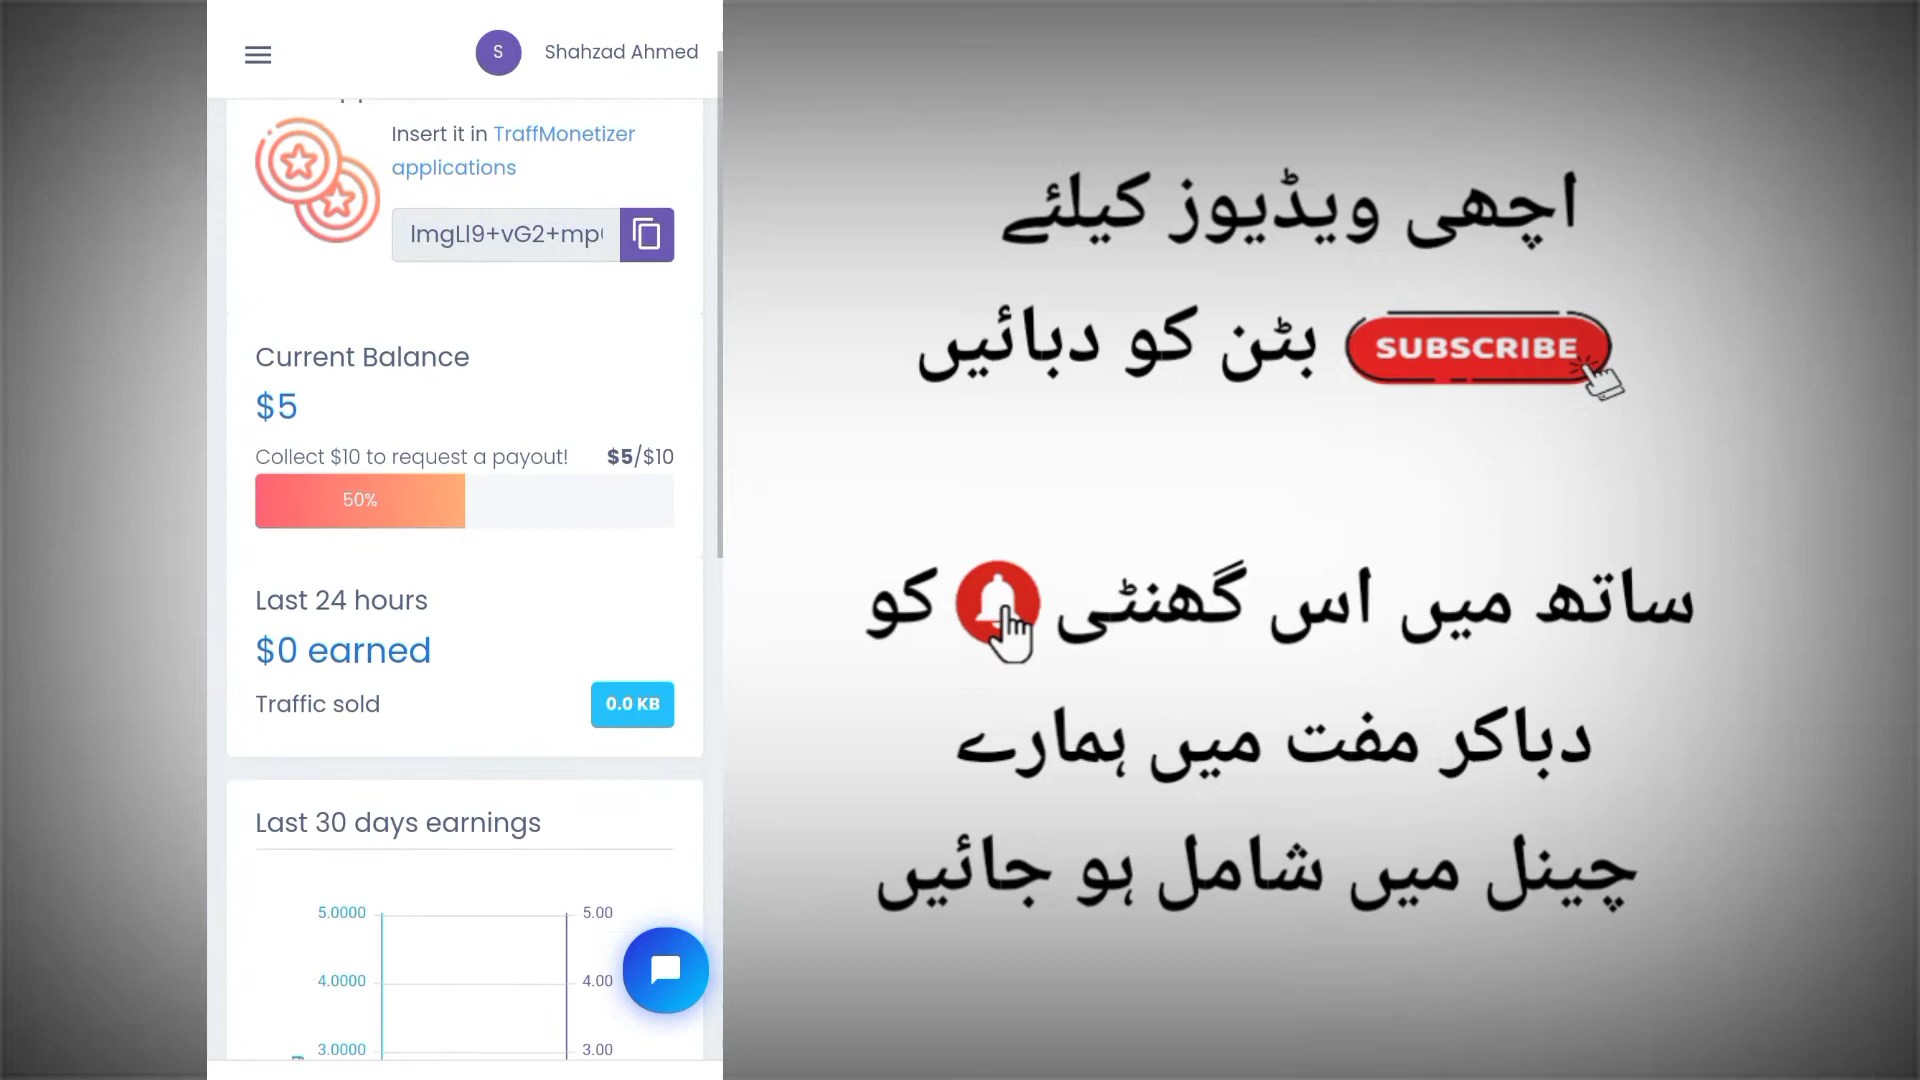 S
Shahzad Ahmed
Insert it in TraffMonetizer
applications
Current Balance
$5
Collect $10 to request a payout! $5/$10
50%
Last 24 hours
$0 earned
Traffic sold 0.0 KB
Last 30 days earnings
5.0000 5.00
4.0000 4.00
3.0000 3.00
اچھی ویڈیوز کیلئے
SUBSCRIBE بٹن کو دبائیں
ساتھ میں اس گھنٹی کو
دباکر مفت میں ہمارے
چینل میں شامل ہو جائیں